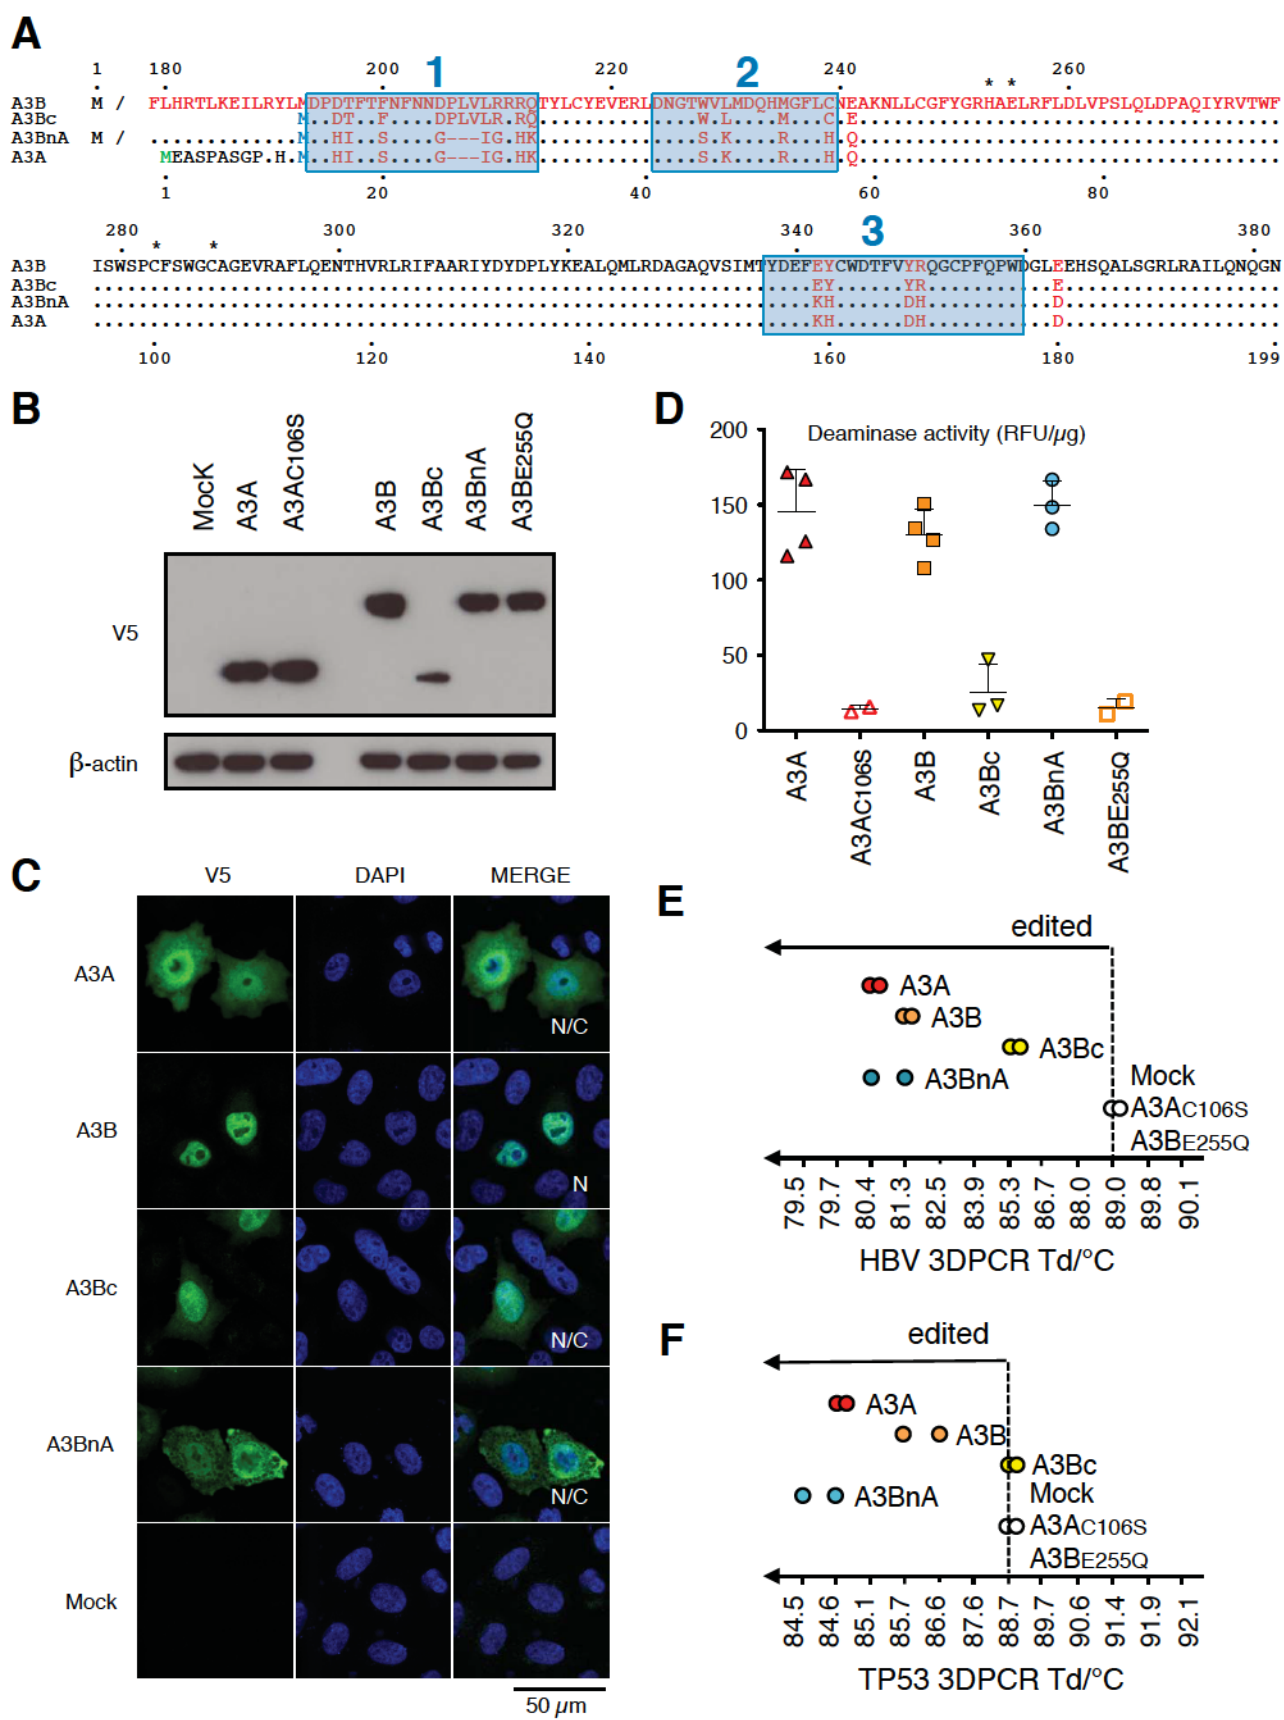 A
1 180 200 1 220 2 240 * * 260
A3B M / FLHRTLKEILRYLMDPDTFTFNFNNDPLVLRRRQTYLCYEVERLDNGTWVLMDQHMGFLCNEAKNLLCGFYGRHAELRFLDLVPSLQLDPAQIYRVTWF
A3Bc M..DT..F....DPLVLR.RQ..............W.L....M...C.E.....................................
A3BnA M / .............M..HI..S....G---IG.HK..............S.K....R...H.Q.....................................
A3A MEASPASGP.H.M..HI..S....G---IG.HK..............S.K....R...H.Q.....................................
1 20 40 60 80
280 * * 300 320 340 3 360 380
A3B ISWSPCFSWGCAGEVRAFLQENTHVRLRIFAARIYDYDPLYKEALQMLRDAGAQVSIMTYDEFEYCWDTFVYRQGCPFQPWDGLEEHSQALSGRLRAILQNQGN
A3Bc ...............................................................EY......YR...........E...................
A3BnA ...............................................................KH......DH...........D...................
A3A ...............................................................KH......DH...........D...................
100 120 140 160 180 199
B
MocK A3A A3AC106S A3B A3Bc A3BnA A3BE255Q
V5
β-actin
D
Deaminase activity (RFU/µg)
200
150
100
50
0
A3A A3AC106S A3B A3Bc A3BnA A3BE255Q
C
V5 DAPI MERGE
A3A
N/C
A3B
N
A3Bc
N/C
A3BnA
N/C
Mock
50 µm
E
edited
A3A
A3B
A3Bc
A3BnA
Mock
A3AC106S
A3BE255Q
79.5 79.7 80.4 81.3 82.5 83.9 85.3 86.7 88.0 89.0 89.8 90.1
HBV 3DPCR Td/°C
F
edited
A3A
A3B
A3Bc
A3BnA
Mock
A3AC106S
A3BE255Q
84.5 84.6 85.1 85.7 86.6 87.6 88.7 89.7 90.6 91.4 91.9 92.1
TP53 3DPCR Td/°C